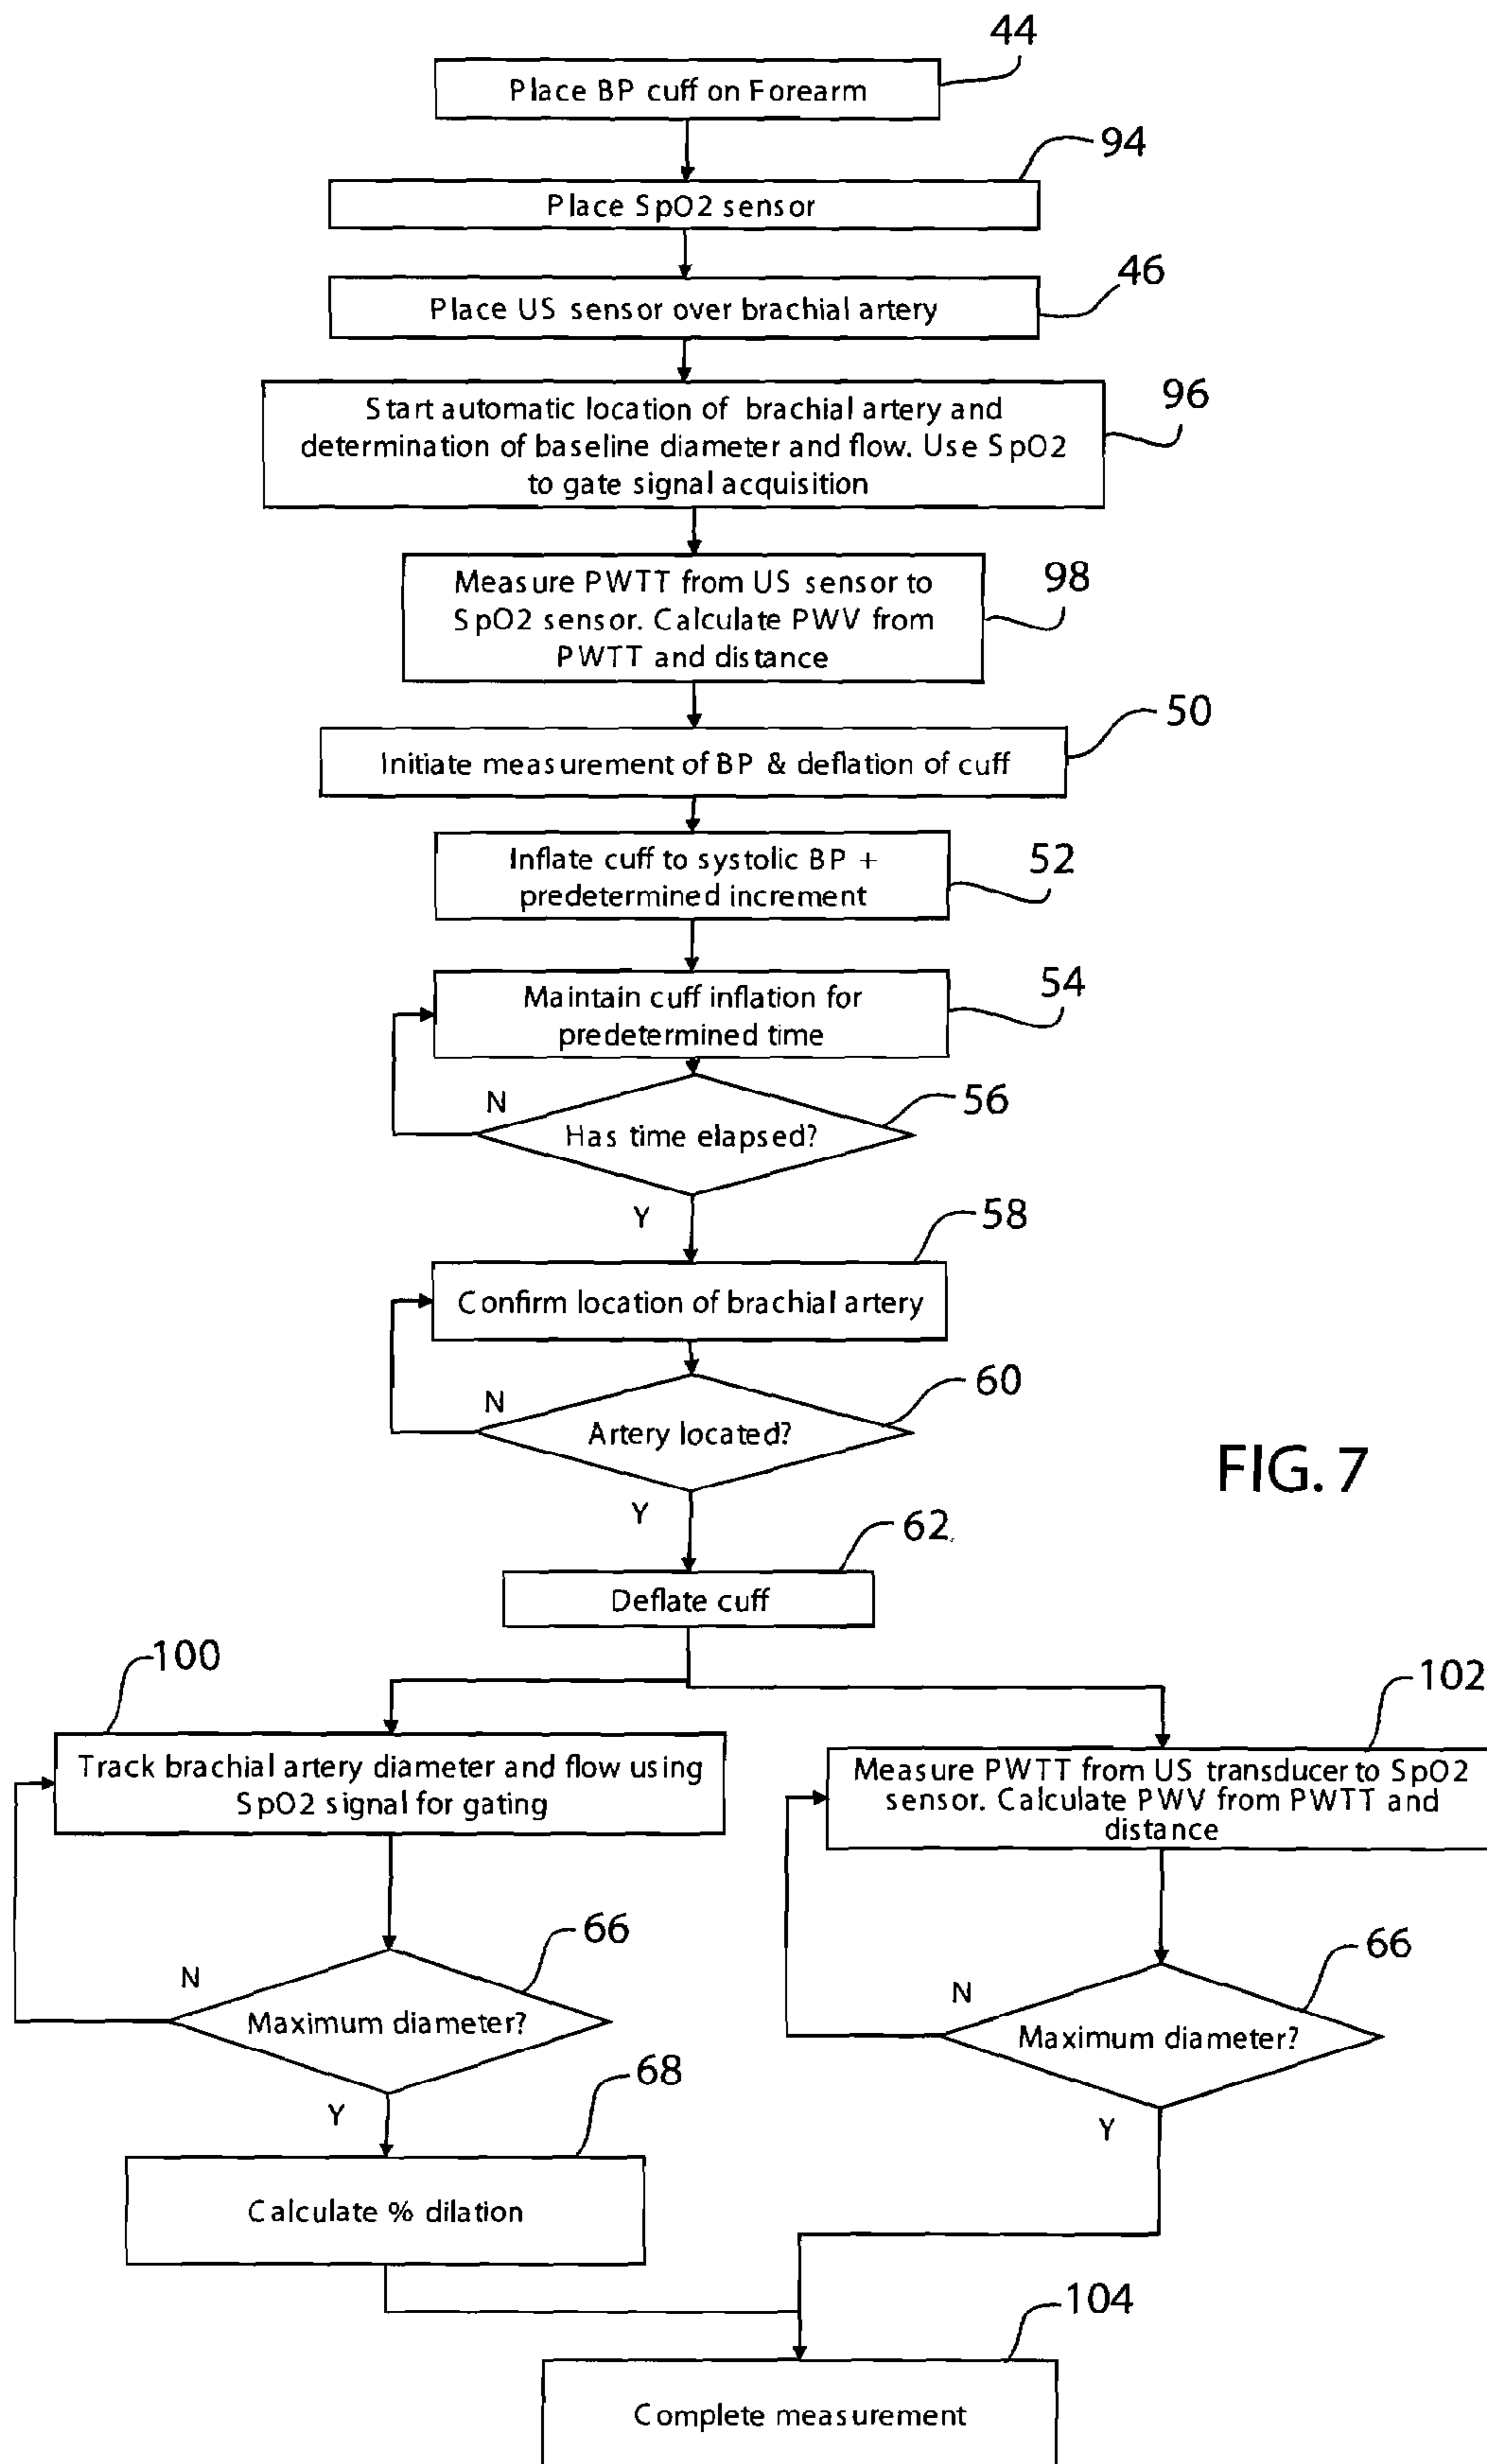 44
Place BP cuff on Forearm
94
Place SpO2 sensor
46
Place US sensor over brachial artery
96
Start automatic location of brachial artery and
determination of baseline diameter and flow. Use SpO2
to gate signal acquisition
98
Measure PWTT from US sensor to
SpO2 sensor. Calculate PWV from
PWTT and distance
50
Initiate measurement of BP & deflation of cuff
52
Inflate cuff to systolic BP +
predetermined increment
54
Maintain cuff inflation for
predetermined time
56
N
Has time elapsed?
Y
58
Confirm location of brachial artery
60
N
Artery located?
Y
FIG. 7
62
Deflate cuff
100
Track brachial artery diameter and flow using
SpO2 signal for gating
102
Measure PWTT from US transducer to SpO2
sensor. Calculate PWV from PWTT and
distance
66
N
Maximum diameter?
Y
66
N
Maximum diameter?
Y
68
Calculate % dilation
104
Complete measurement